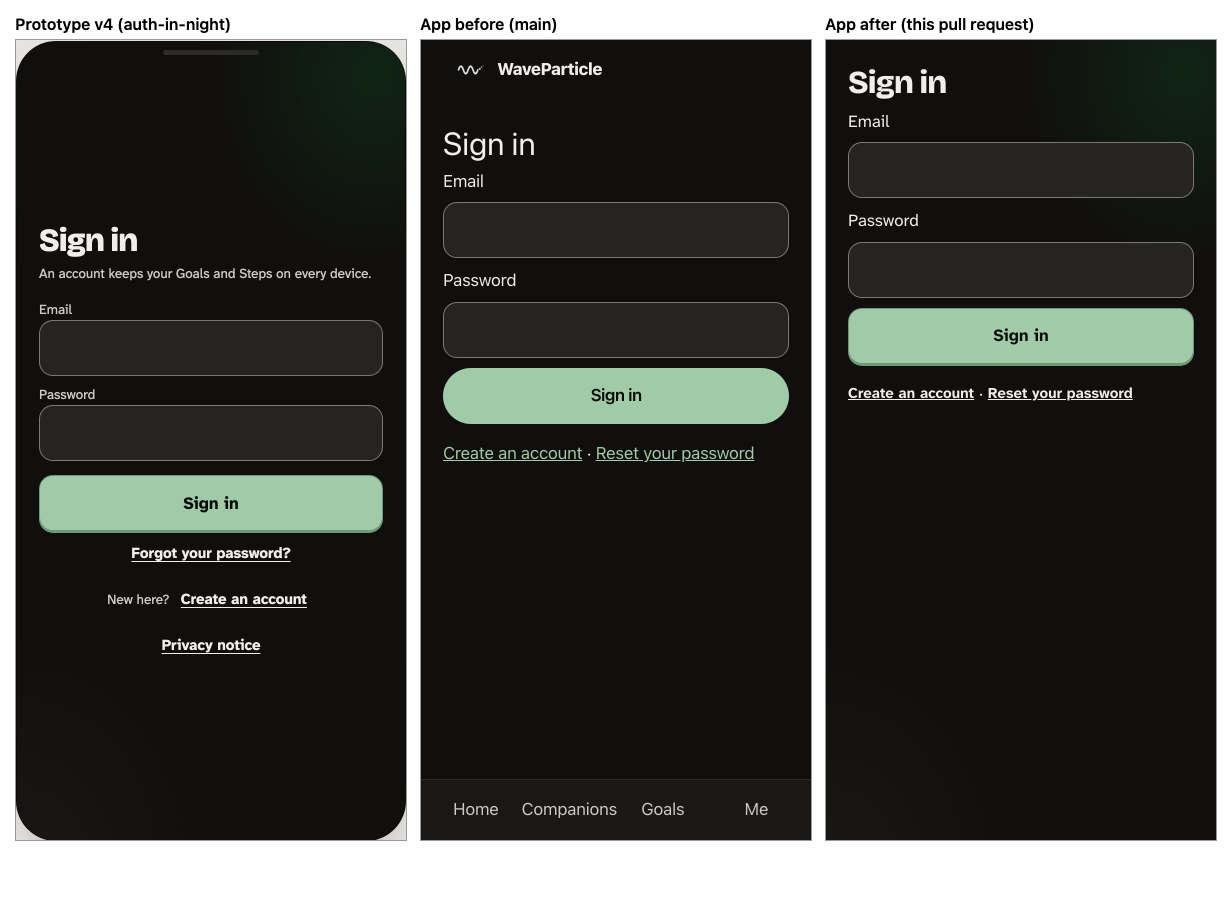 Prototype v4 (auth-in-night)
Sign in
An account keeps your Goals and Steps on every device.
Email
Password
Sign in
Forgot your password?
New here? Create an account
Privacy notice
App before (main)
WaveParticle
Sign in
Email
Password
Sign in
Create an account · Reset your password
Home Companions Goals Me
App after (this pull request)
Sign in
Email
Password
Sign in
Create an account · Reset your password